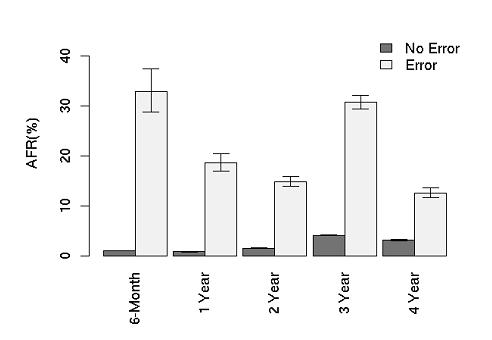 No Error
Error
AFR(%)
40
30
20
10
0
6-Month
1 Year
2 Year
3 Year
4 Year